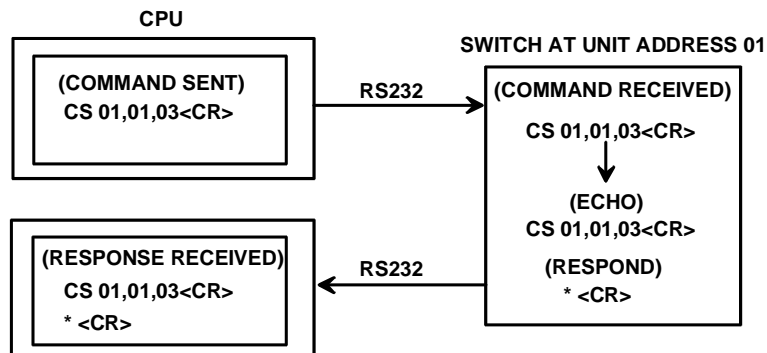 CPU
(COMMAND SENT)
CS 01,01,03<CR>
RS232
SWITCH AT UNIT ADDRESS 01
(COMMAND RECEIVED)
CS 01,01,03<CR>
(ECHO)
CS 01,01,03<CR>
(RESPOND)
* <CR>
RS232
(RESPONSE RECEIVED)
CS 01,01,03<CR>
* <CR>